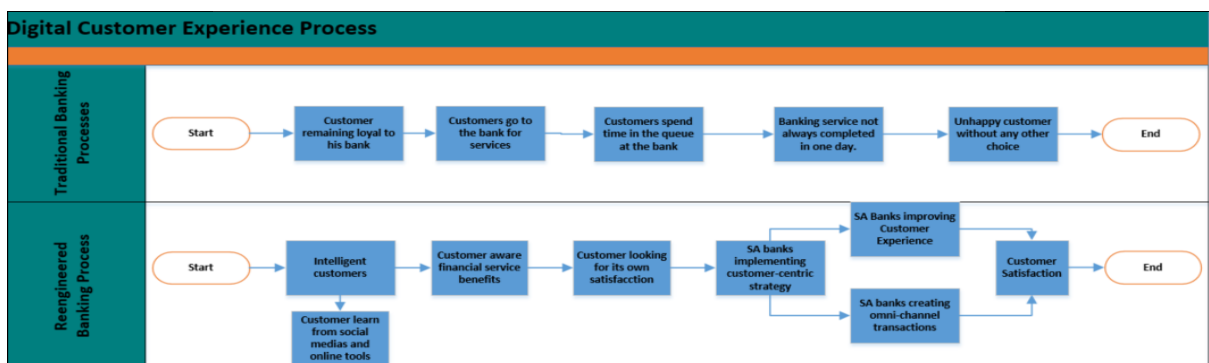 Digital Customer Experience Process
Traditional Banking
Processes
Start
Customer
remaining loyal to
his bank
Customers go to
the bank for
services
Customers spend
time in the queue
at the bank
Banking service not
always completed
in one day.
Unhappy customer
without any other
choice
End
Reengineered
Banking Process
Start
Intelligent
customers
Customer learn
from social
medias and
online tools
Customer aware
financial service
benefits
Customer looking
for its own
satisfacction
SA banks
implementing
customer-centric
strategy
SA Banks improving
Customer
Experience
SA banks creating
omni-channel
transactions
Customer
Satisfaction
End